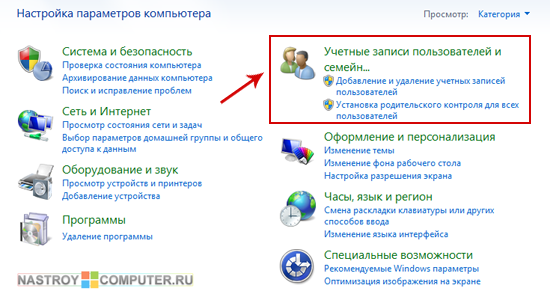 Настройка параметров компьютера
Просмотр: Категория
Система и безопасность
Проверка состояния компьютера
Архивирование данных компьютера
Поиск и исправление проблем
Сеть и Интернет
Просмотр состояния сети и задач
Выбор параметров домашней группы и общего
доступа к данным
Оборудование и звук
Просмотр устройств и принтеров
Добавление устройства
Программы
Удаление программы
Учетные записи пользователей и
семейн...
Добавление и удаление учетных записей
пользователей
Установка родительского контроля для всех
пользователей
Оформление и персонализация
Изменение темы
Изменение фона рабочего стола
Настройка разрешения экрана
Часы, язык и регион
Смена раскладки клавиатуры или других
способов ввода
Изменение языка интерфейса
Специальные возможности
Рекомендуемые Windows параметры
Оптимизация изображения на экране
NASTROY COMPUTER.RU